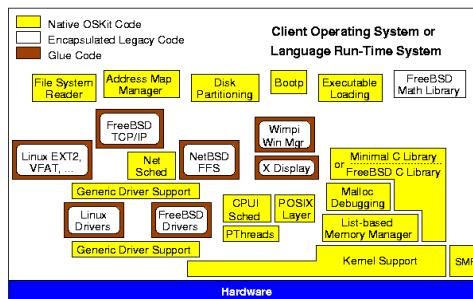 Native OSKit Code
Encapsulated Legacy Code
Glue Code
Client Operating System or
Language Run-Time System
File System
Reader
Address Map
Manager
Disk
Partitioning
Bootp
Executable
Loading
FreeBSD
Math Library
FreeBSD
TCP/IP
Wimpi
Win Mgr
Linux EXT2,
VFAT, ...
Net
Sched
NetBSD
FFS
X Display
Minimal C Library
or
FreeBSD C Library
Generic Driver Support
Malloc
Debugging
CPUI
Sched
POSIX
Layer
Linux
Drivers
FreeBSD
Drivers
List-based
Memory Manager
PThreads
Generic Driver Support
Kernel Support
SMP
Hardware